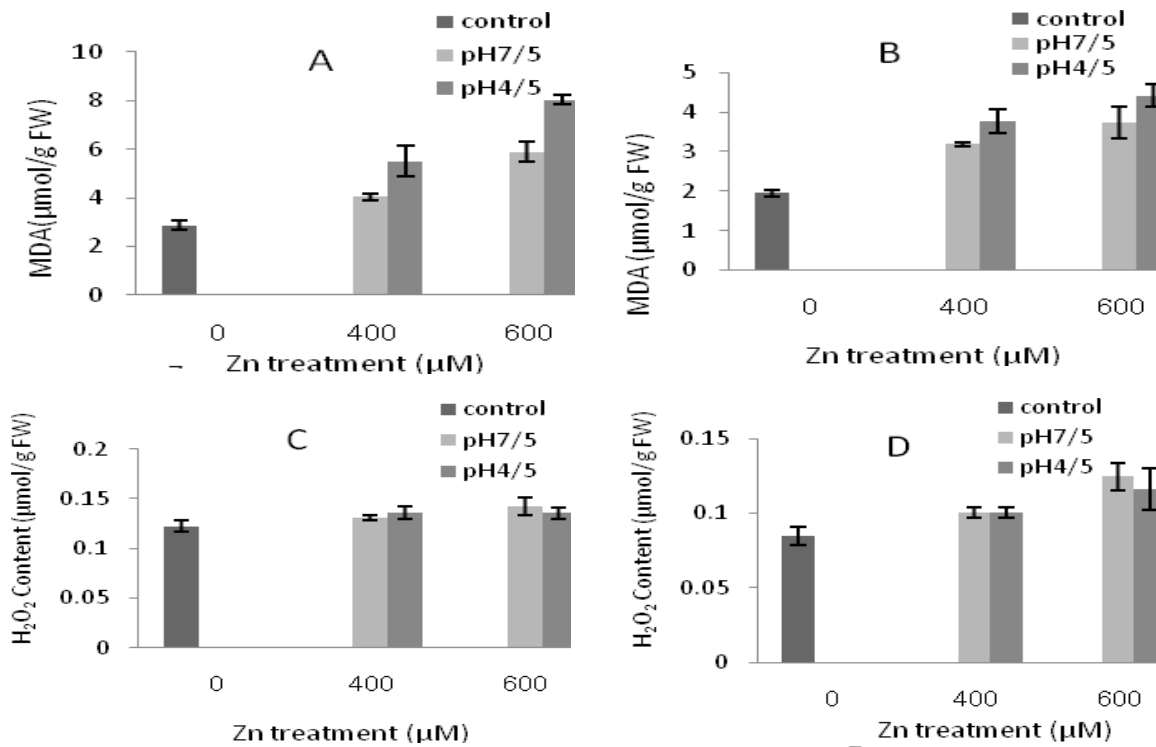 control
pH7/5
pH4/5
A
10
8
6
4
2
0
MDA(µmol/g FW)
0 400 600
Zn treatment (µM)
control
pH7/5
pH4/5
B
5
4
3
2
1
0
MDA (µmol/g FW)
0 400 600
Zn treatment (µM)
control
pH7/5
pH4/5
C
0.2
0.15
0.1
0.05
0
H₂O₂ Content (µmol/g FW)
0 400 600
Zn treatment (µM)
control
pH7/5
pH4/5
D
0.15
0.1
0.05
0
H₂O₂ Content (µmol/g FW)
0 400 600
Zn treatment (µM)